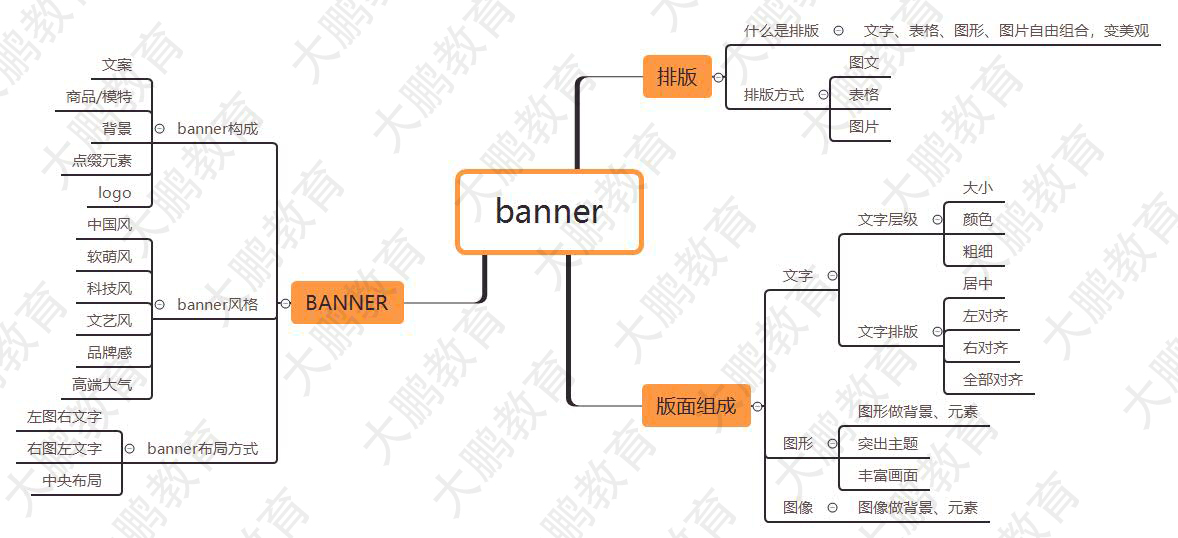 banner
排版
什么是排版
文字、表格、图形、图片自由组合，变美观
排版方式
图文
表格
图片
版面组成
文字
文字层级
大小
颜色
粗细
文字排版
居中
左对齐
右对齐
全部对齐
图形
图形做背景、元素
突出主题
丰富画面
图像
图像做背景、元素
BANNER
banner构成
文案
商品/模特
背景
点缀元素
logo
banner风格
中国风
软萌风
科技风
文艺风
品牌感
高端大气
banner布局方式
左图右文字
右图左文字
中央布局
大鹏教育